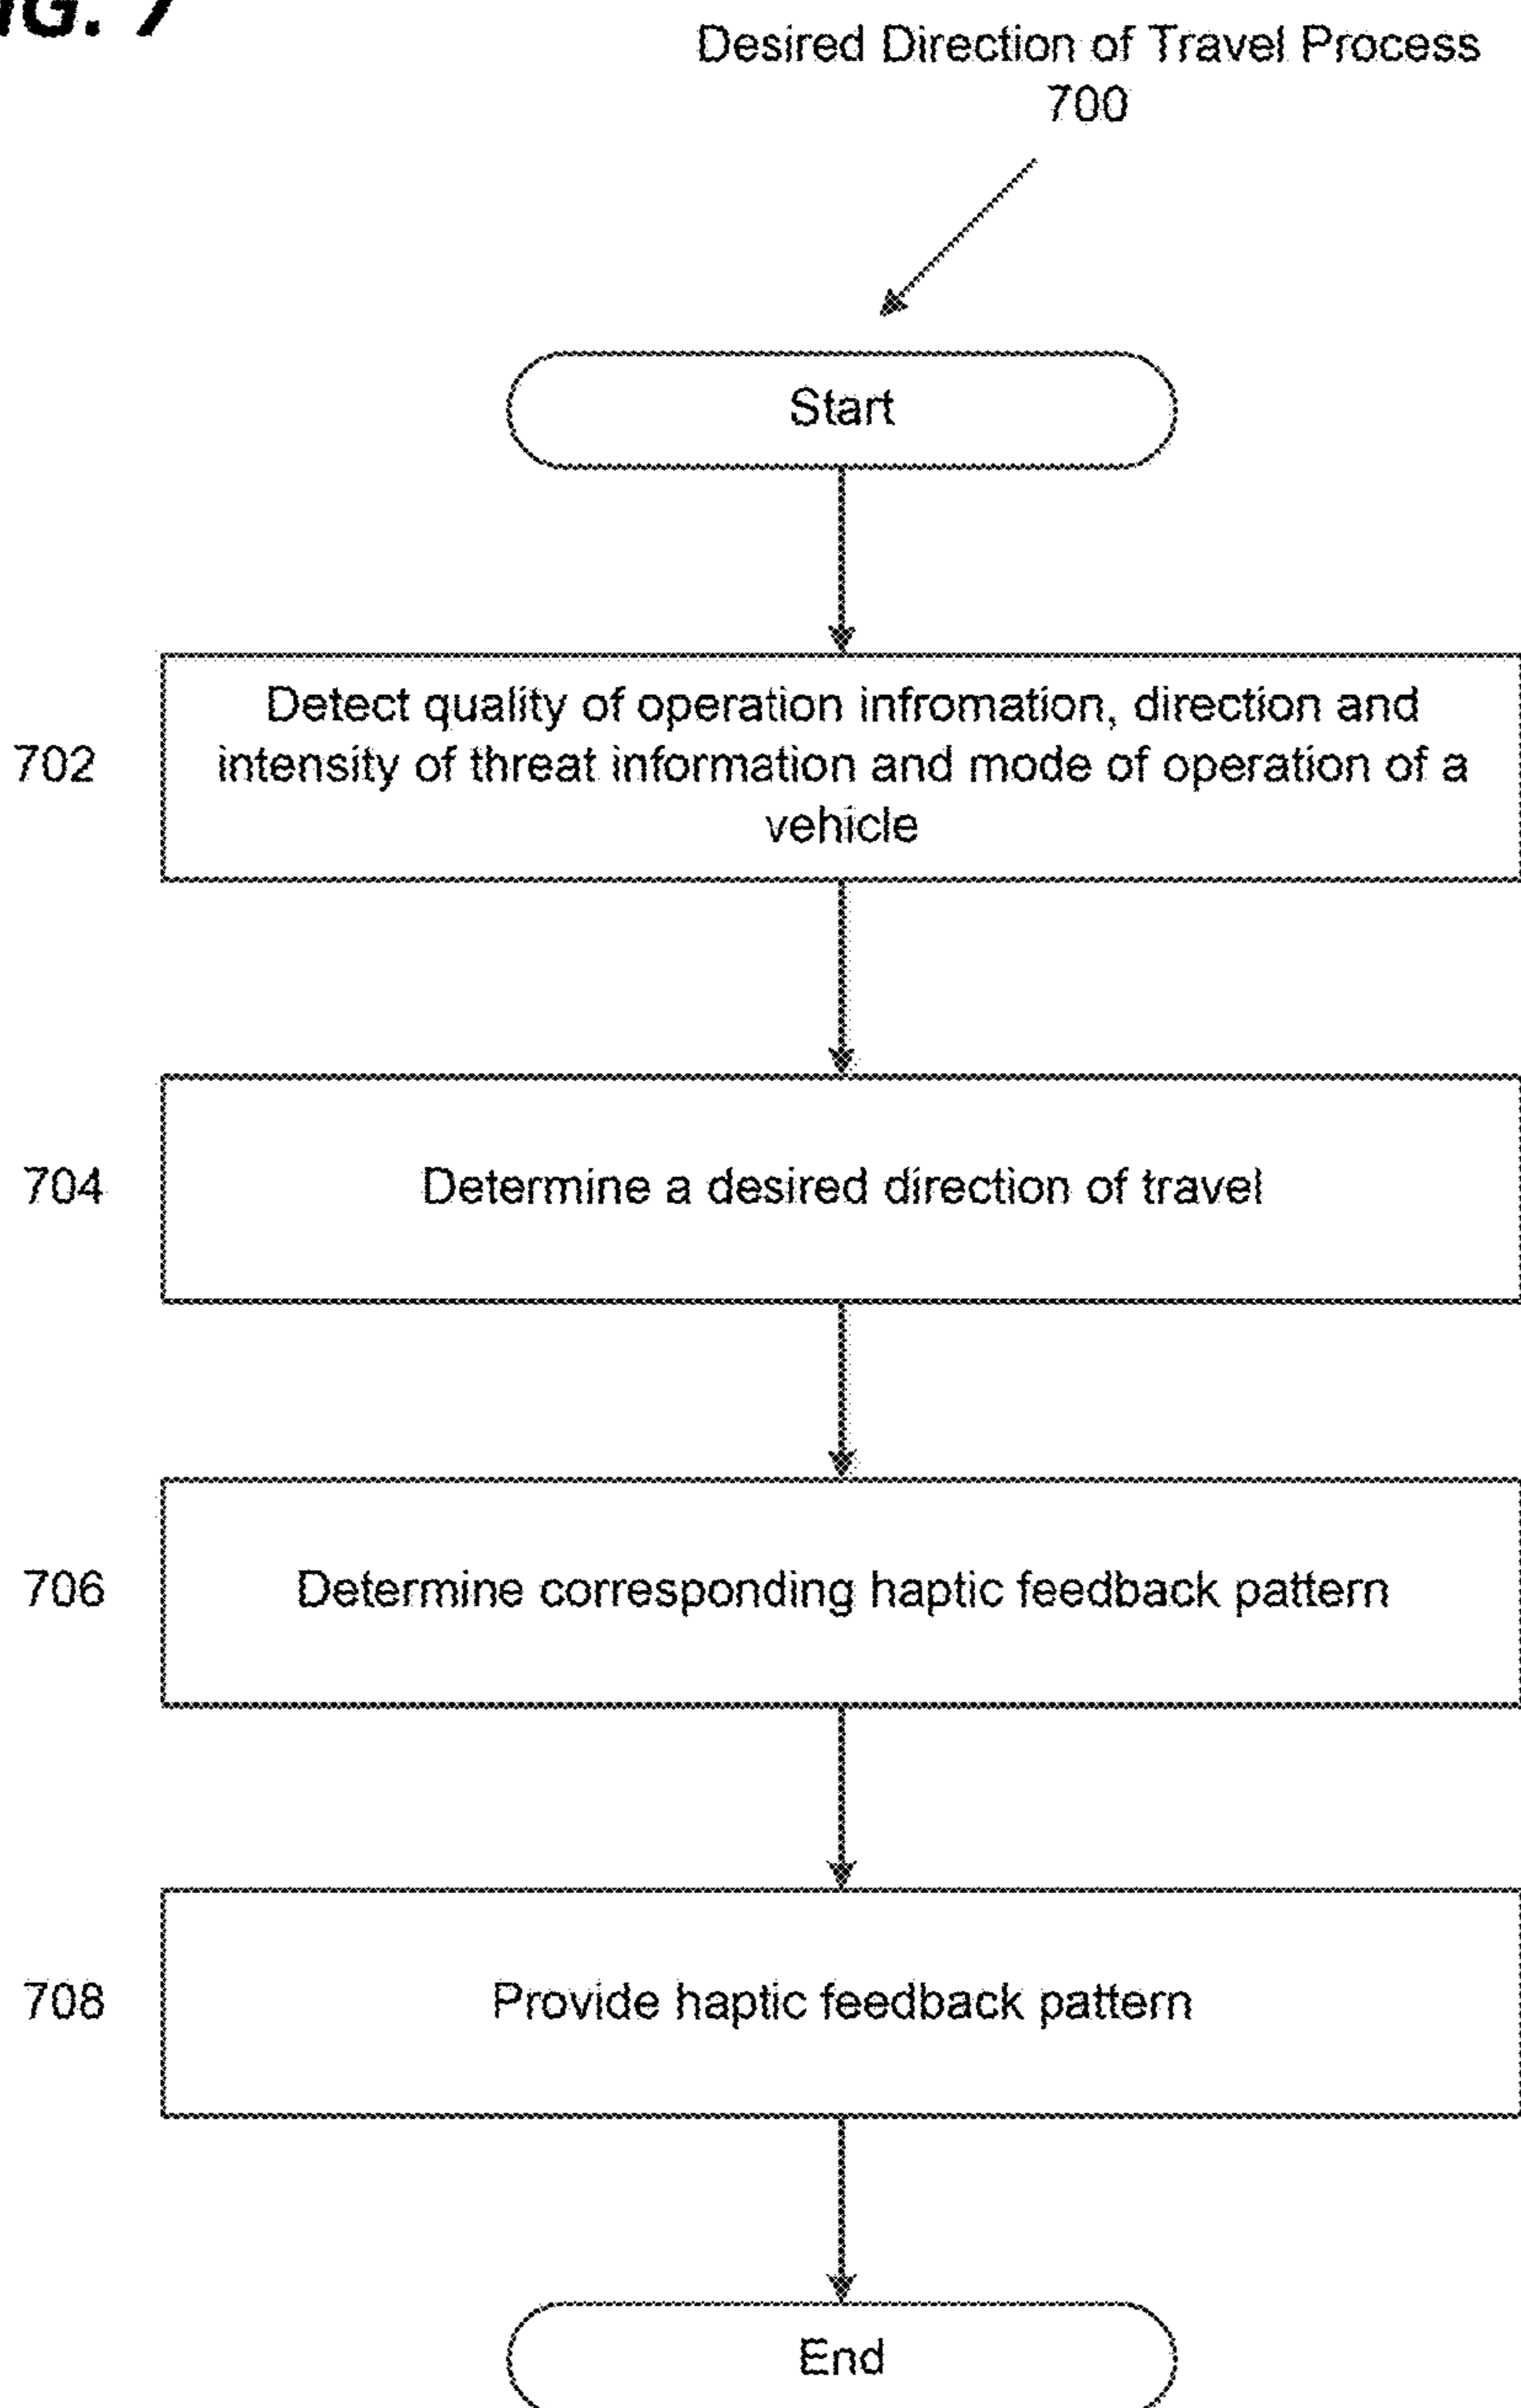 FIG. 7
Desired Direction of Travel Process
700
Start
702
Detect quality of operation infromation, direction and
intensity of threat information and mode of operation of a
vehicle
704
Determine a desired direction of travel
706
Determine corresponding haptic feedback pattern
708
Provide haptic feedback pattern
End